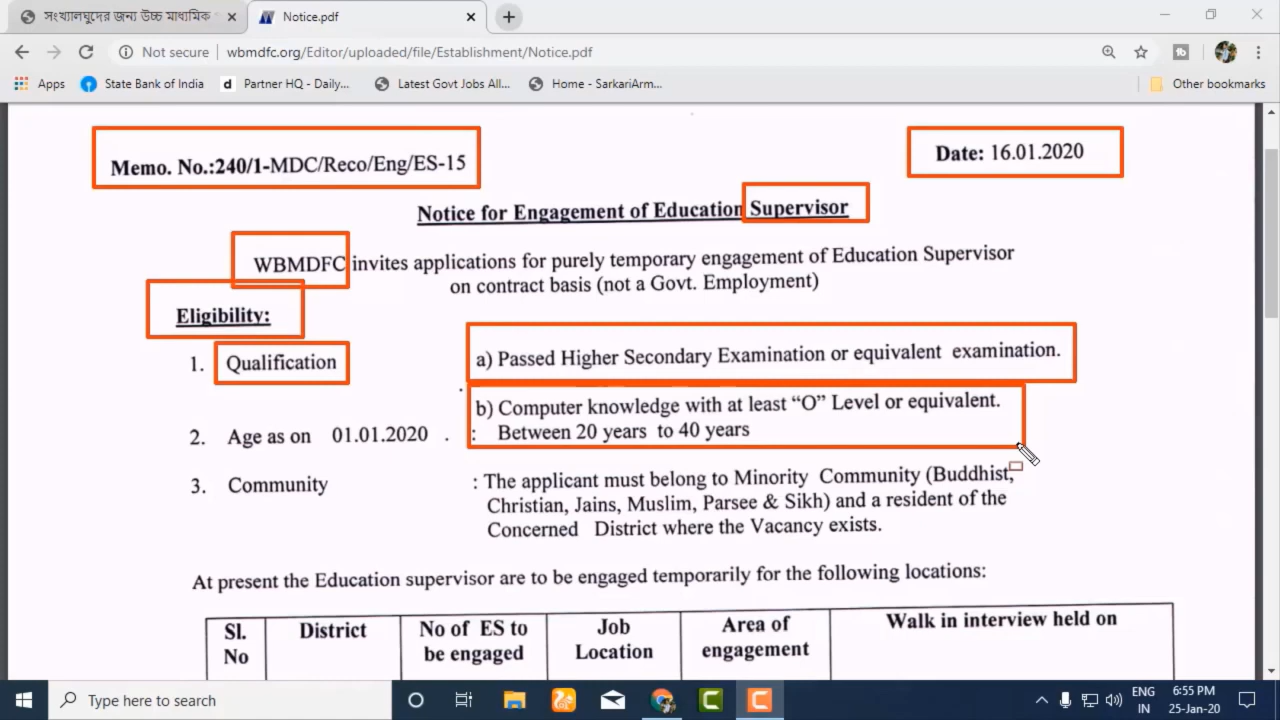 সংখ্যালঘুদের জন্য উচ্চ মাধ্যমিক
Notice.pdf
Not secure
wbmdfc.org/Editor/uploaded/file/Establishment/Notice.pdf
Apps
State Bank of India
d Partner HQ - Daily...
Latest Govt Jobs All...
Home - SarkariArm...
Other bookmarks
Memo. No.:240/1-MDC/Reco/Eng/ES-15
Date: 16.01.2020
Notice for Engagement of Education Supervisor
WBMDFC invites applications for purely temporary engagement of Education Supervisor
on contract basis (not a Govt. Employment)
Eligibility:
1. Qualification
a) Passed Higher Secondary Examination or equivalent examination.
b) Computer knowledge with at least “O” Level or equivalent.
2. Age as on 01.01.2020 : Between 20 years to 40 years
3. Community : The applicant must belong to Minority Community (Buddhist,
Christian, Jains, Muslim, Parsee & Sikh) and a resident of the
Concerned District where the Vacancy exists.
At present the Education supervisor are to be engaged temporarily for the following locations:
Sl. No
District
No of ES to be engaged
Job Location
Area of engagement
Walk in interview held on
Type here to search
ENG
IN
6:55 PM
25-Jan-20